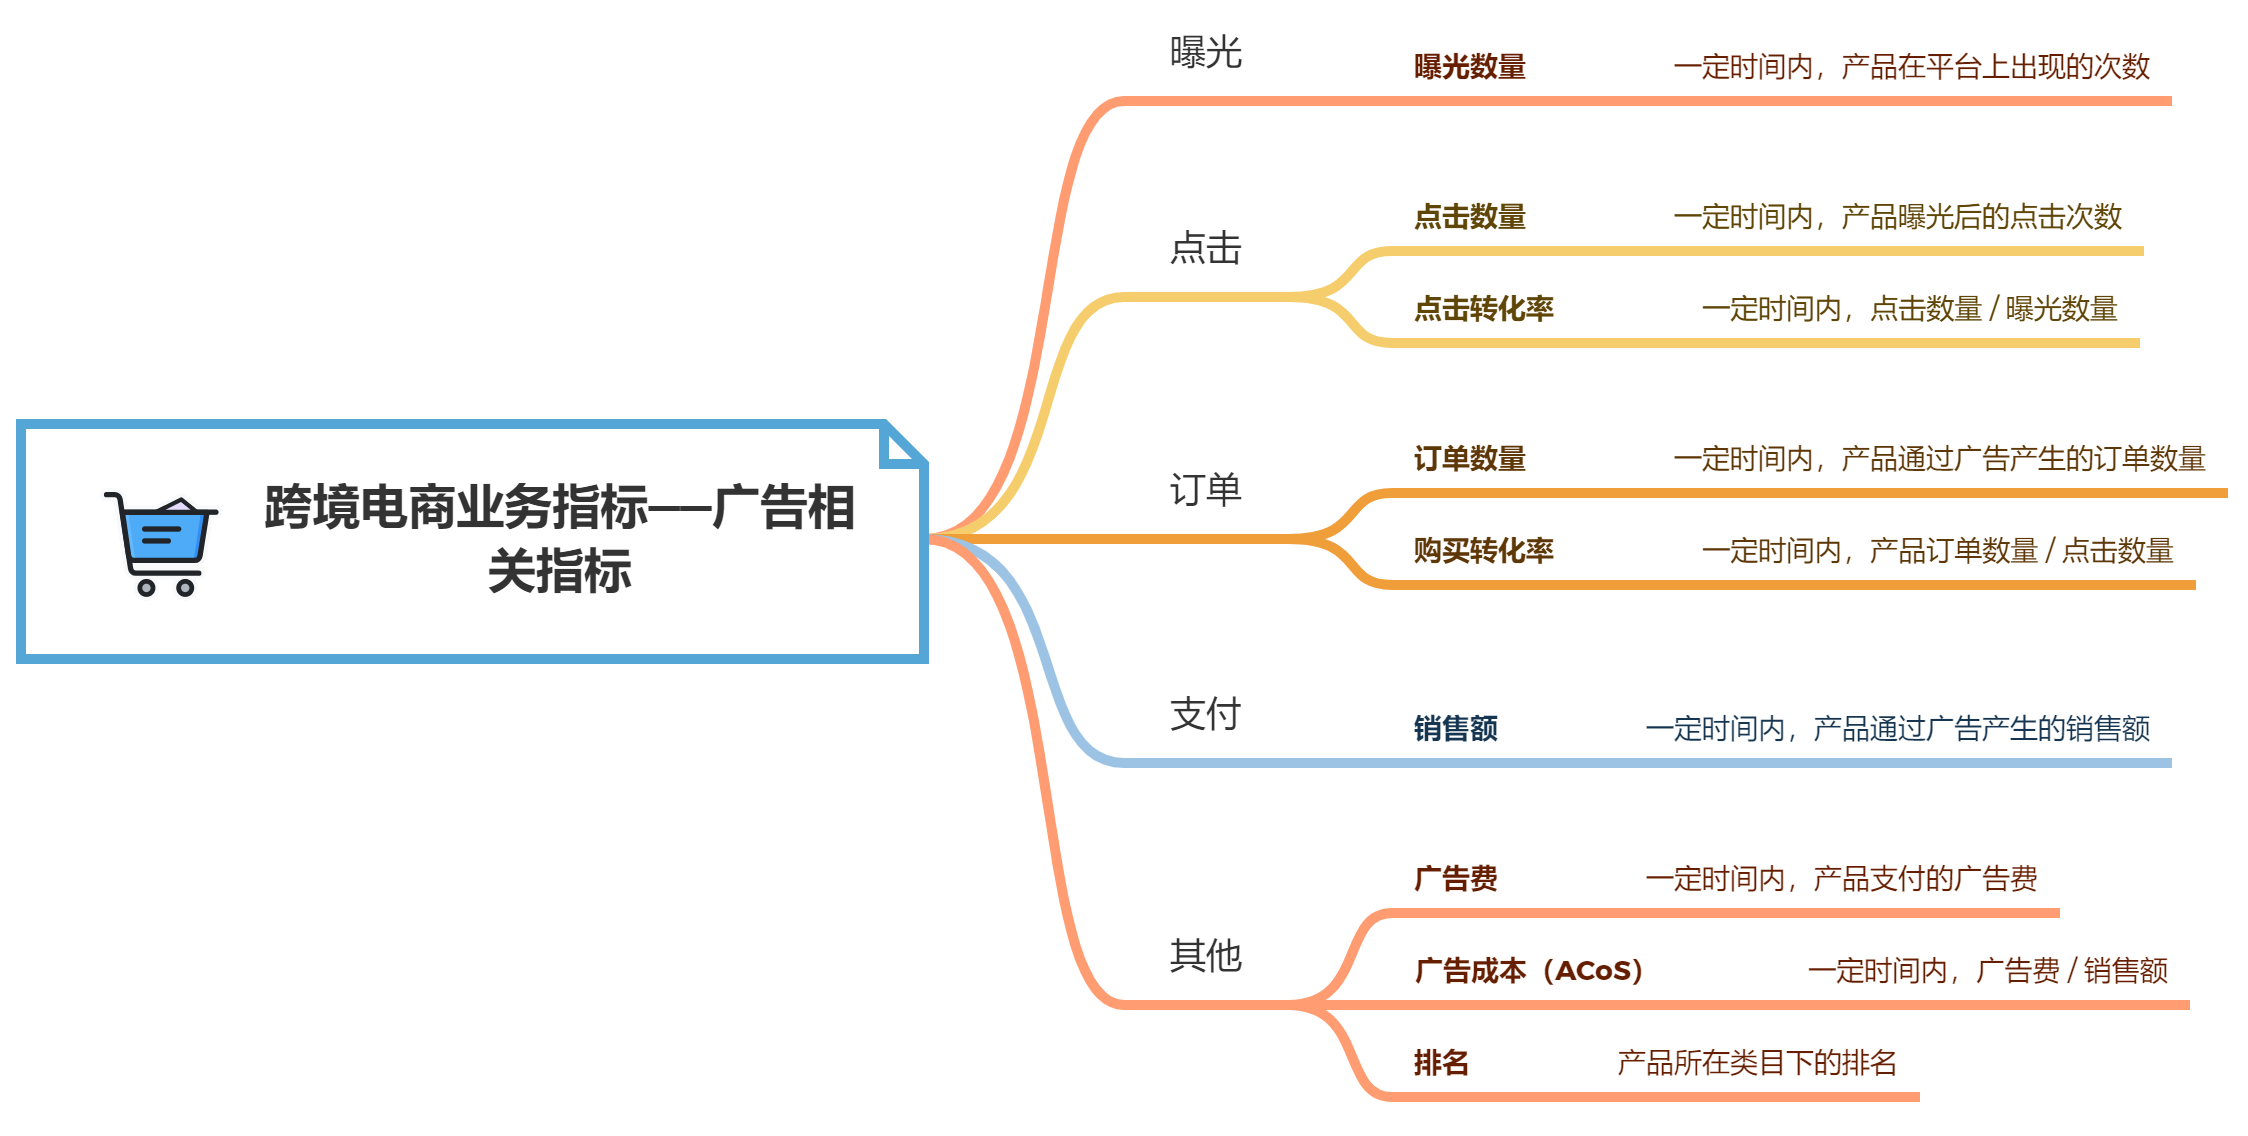 跨境电商业务指标——广告相
关指标
曝光
曝光数量 一定时间内，产品在平台上出现的次数
点击
点击数量 一定时间内，产品曝光后的点击次数
点击转化率 一定时间内，点击数量 / 曝光数量
订单
订单数量 一定时间内，产品通过广告产生的订单数量
购买转化率 一定时间内，产品订单数量 / 点击数量
支付
销售额 一定时间内，产品通过广告产生的销售额
其他
广告费 一定时间内，产品支付的广告费
广告成本（ACoS） 一定时间内，广告费 / 销售额
排名 产品所在类目下的排名